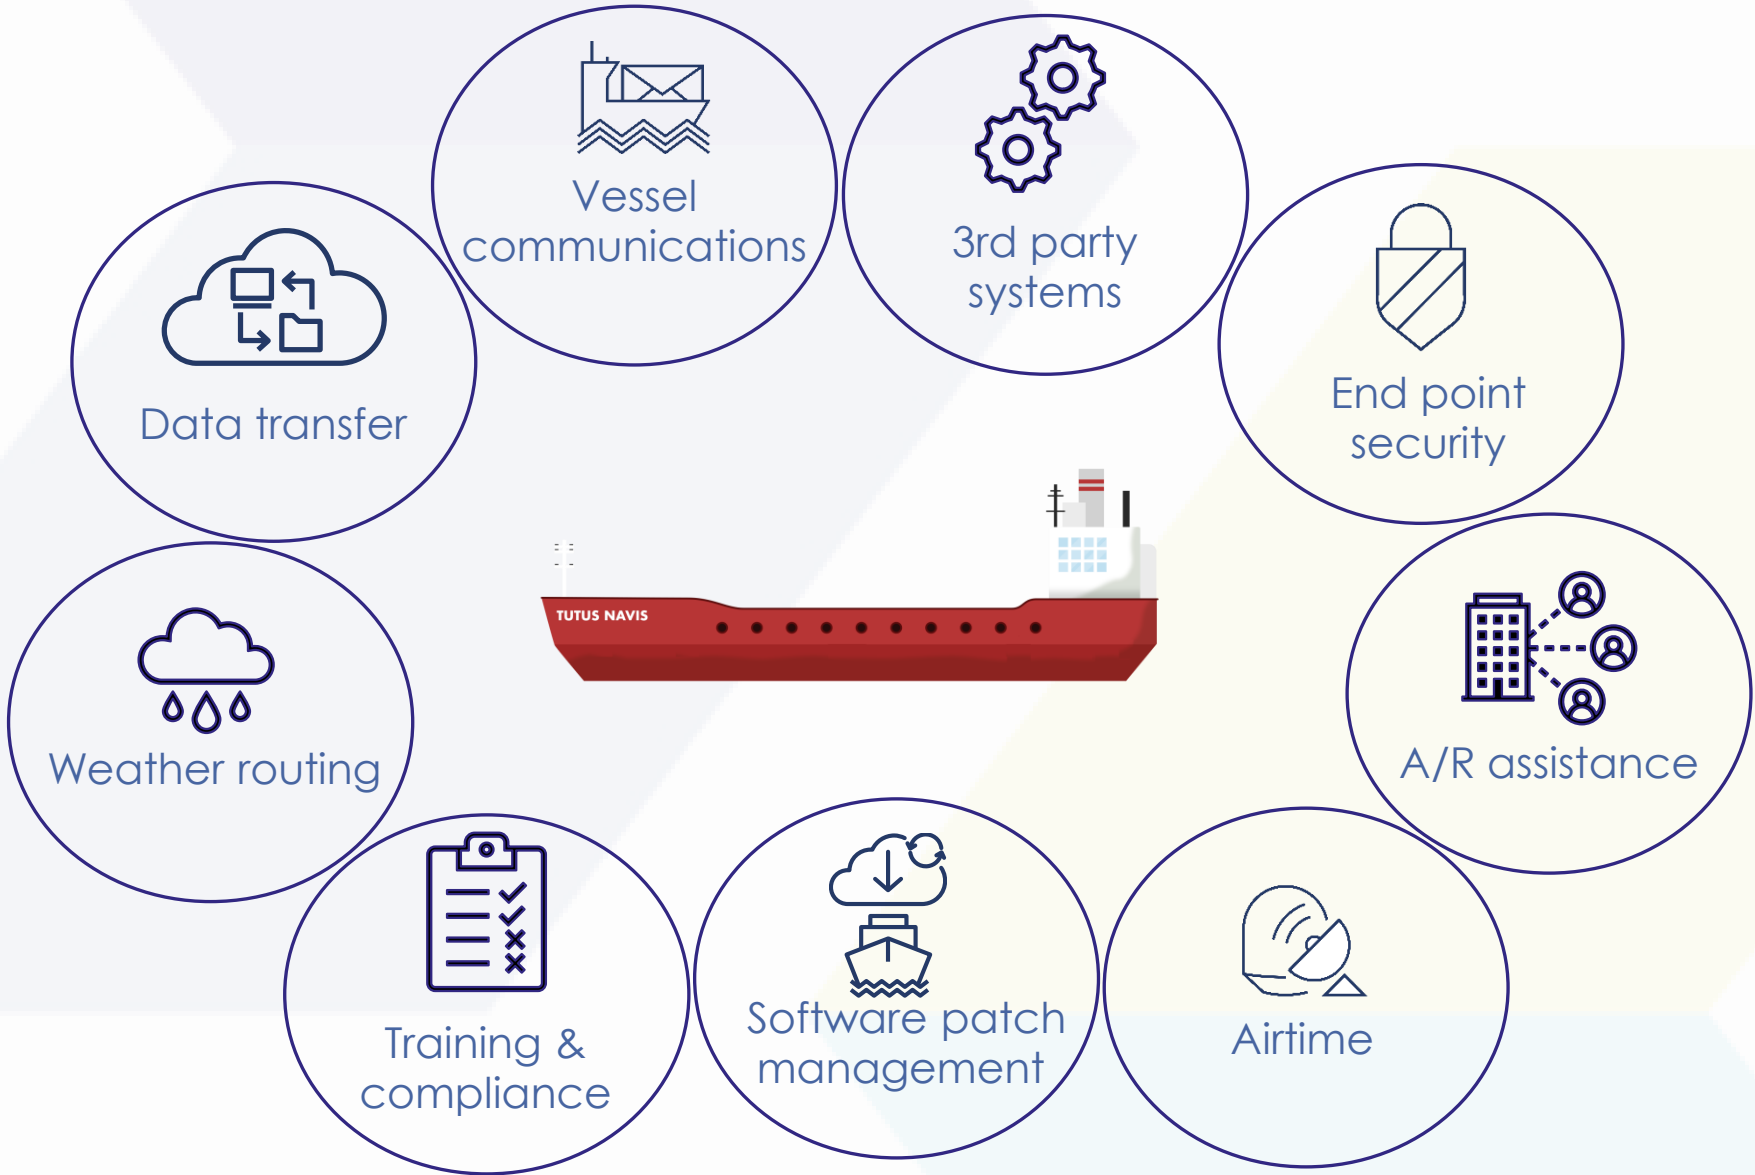 Vessel
communications
3rd party
systems
End point
security
Data transfer
TUTUS NAVIS
A/R assistance
Weather routing
Training &
compliance
Software patch
management
Airtime